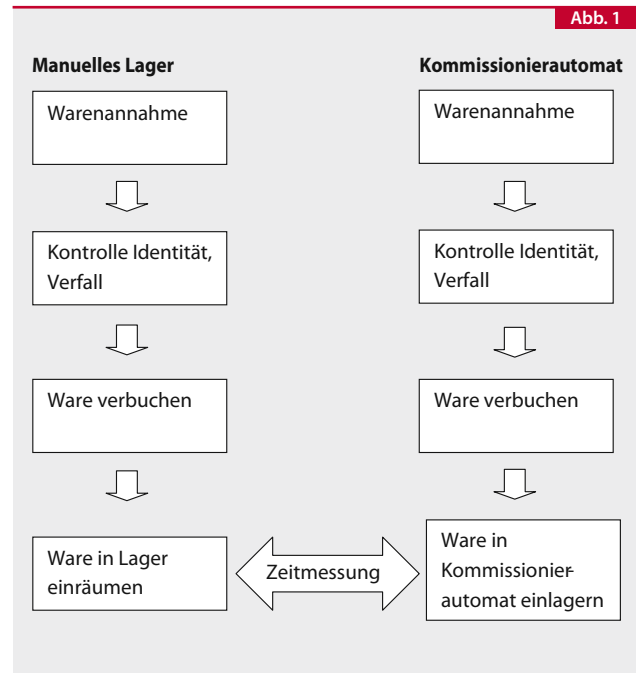 Abb. 1
Manuelles Lager
Kommissionierautomat
Warenannahme
Warenannahme
Kontrolle Identität,
Verfall
Kontrolle Identität,
Verfall
Ware verbuchen
Ware verbuchen
Ware in Lager
einräumen
Zeitmessung
Ware in
Kommissionier-
automat einlagern